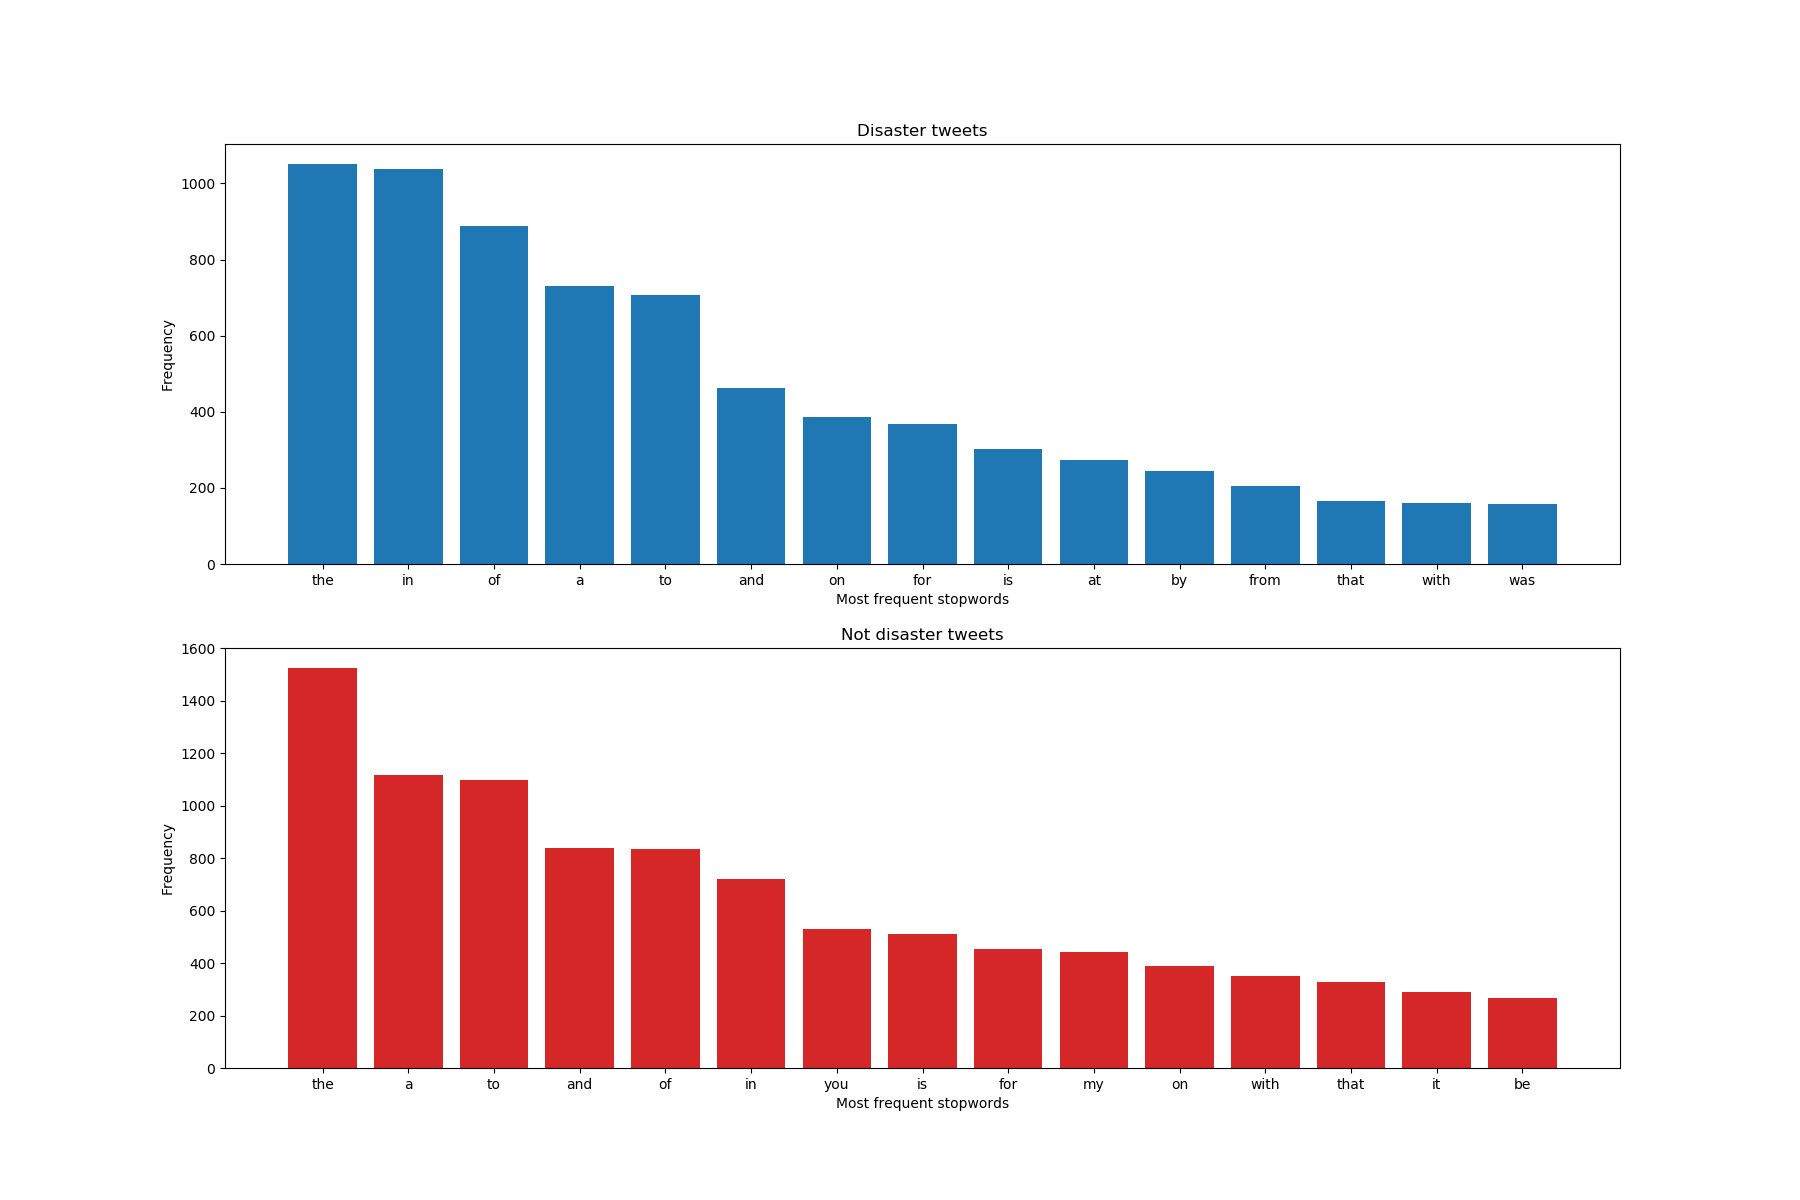 Disaster tweets
1000
800
600
400
200
0
Frequency
the in of a to and on for is at by from that with was
Most frequent stopwords
Not disaster tweets
1600
1400
1200
1000
800
600
400
200
0
Frequency
the a to and of in you is for my on with that it be
Most frequent stopwords